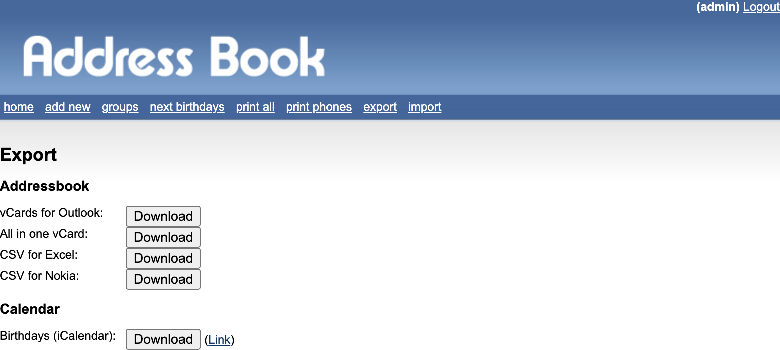 (admin) Logout
Address Book
home add new groups next birthdays print all print phones export import
Export
Addressbook
vCards for Outlook: Download
All in one vCard: Download
CSV for Excel: Download
CSV for Nokia: Download
Calendar
Birthdays (iCalendar): Download (Link)